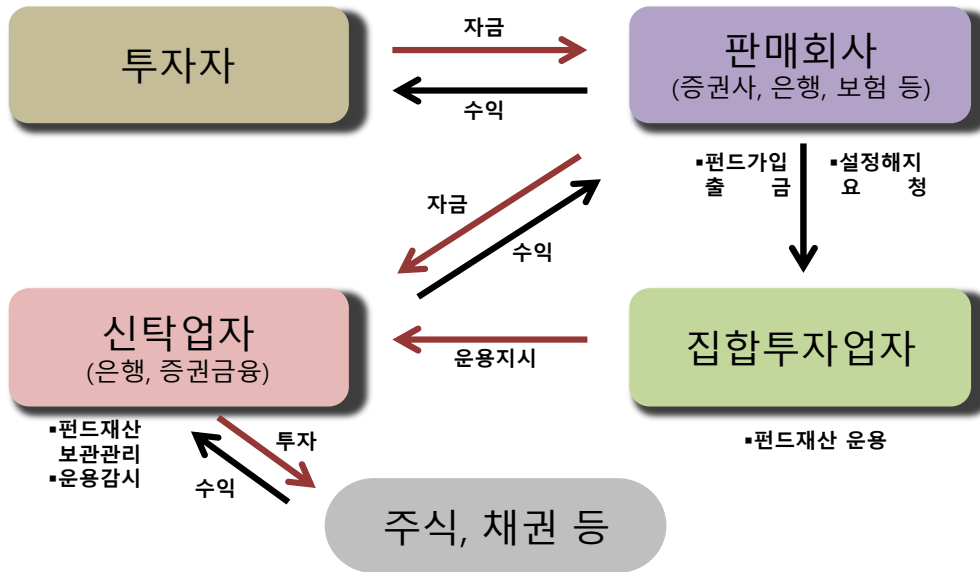 투자자
자금
수익
판매회사
(증권사, 은행, 보험 등)
▪펀드가입
출 금
▪설정해지
요 청
자금
수익
신탁업자
(은행, 증권금융)
운용지시
집합투자업자
▪펀드재산
보관관리
▪운용감시
투자
수익
▪펀드재산 운용
주식, 채권 등